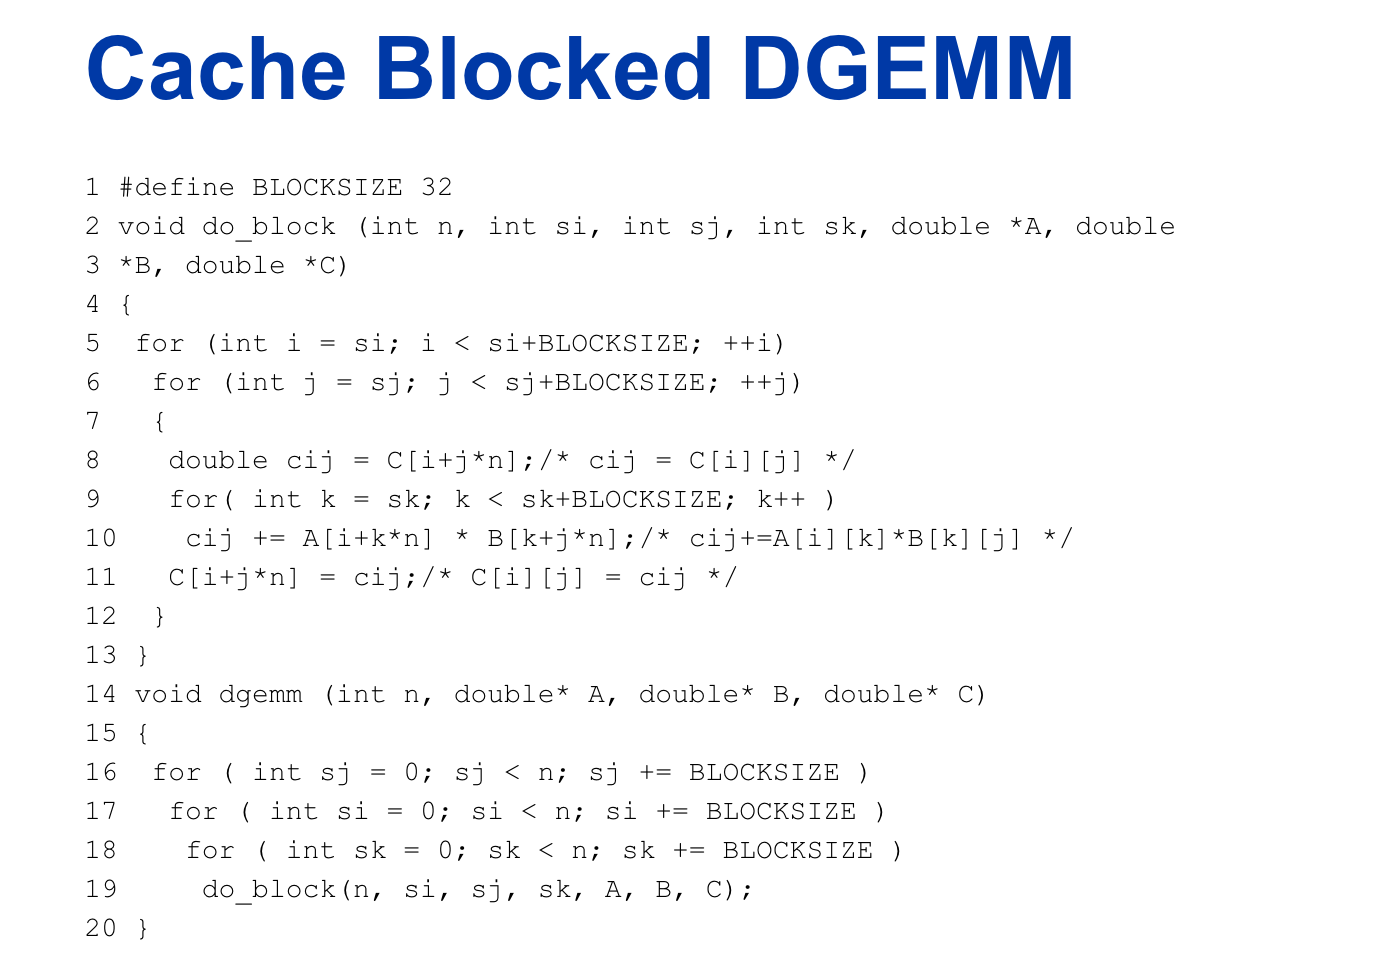 Cache Blocked DGEMM
1 #define BLOCKSIZE 32
2 void do_block (int n, int si, int sj, int sk, double *A, double
3 *B, double *C)
4 {
5  for (int i = si; i < si+BLOCKSIZE; ++i)
6   for (int j = sj; j < sj+BLOCKSIZE; ++j)
7   {
8    double cij = C[i+j*n];/* cij = C[i][j] */
9    for( int k = sk; k < sk+BLOCKSIZE; k++ )
10    cij += A[i+k*n] * B[k+j*n];/* cij+=A[i][k]*B[k][j] */
11   C[i+j*n] = cij;/* C[i][j] = cij */
12  }
13 }
14 void dgemm (int n, double* A, double* B, double* C)
15 {
16  for ( int sj = 0; sj < n; sj += BLOCKSIZE )
17   for ( int si = 0; si < n; si += BLOCKSIZE )
18    for ( int sk = 0; sk < n; sk += BLOCKSIZE )
19     do_block(n, si, sj, sk, A, B, C);
20 }